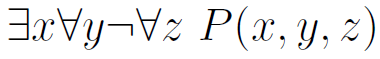 ∃x∀y¬∀z P(x, y, z)